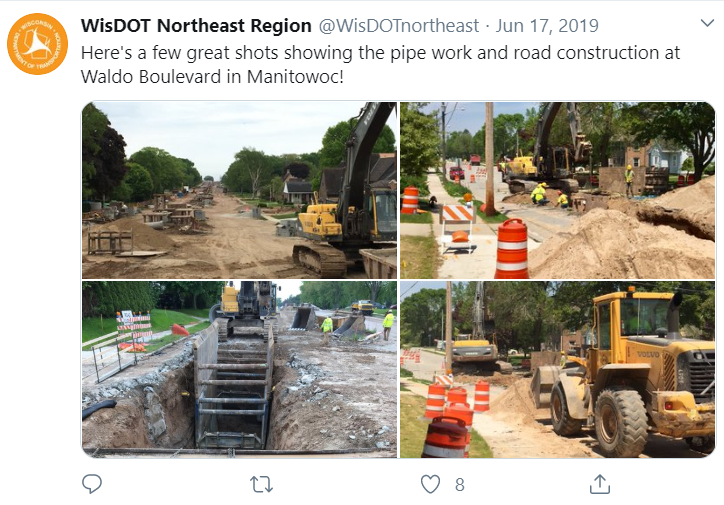 WisDOT Northeast Region @WisDOTnortheast · Jun 17, 2019
Here's a few great shots showing the pipe work and road construction at
Waldo Boulevard in Manitowoc!
WISCONSIN
DEPARTMENT OF TRANSPORTATION
VOLVO
8